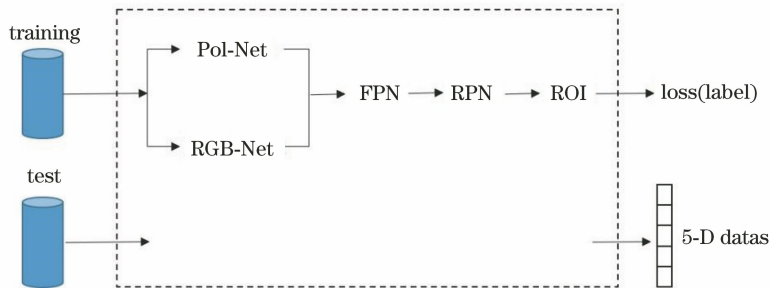 training
Pol-Net
FPN
RPN
ROI
loss(label)
RGB-Net
test
5-D datas